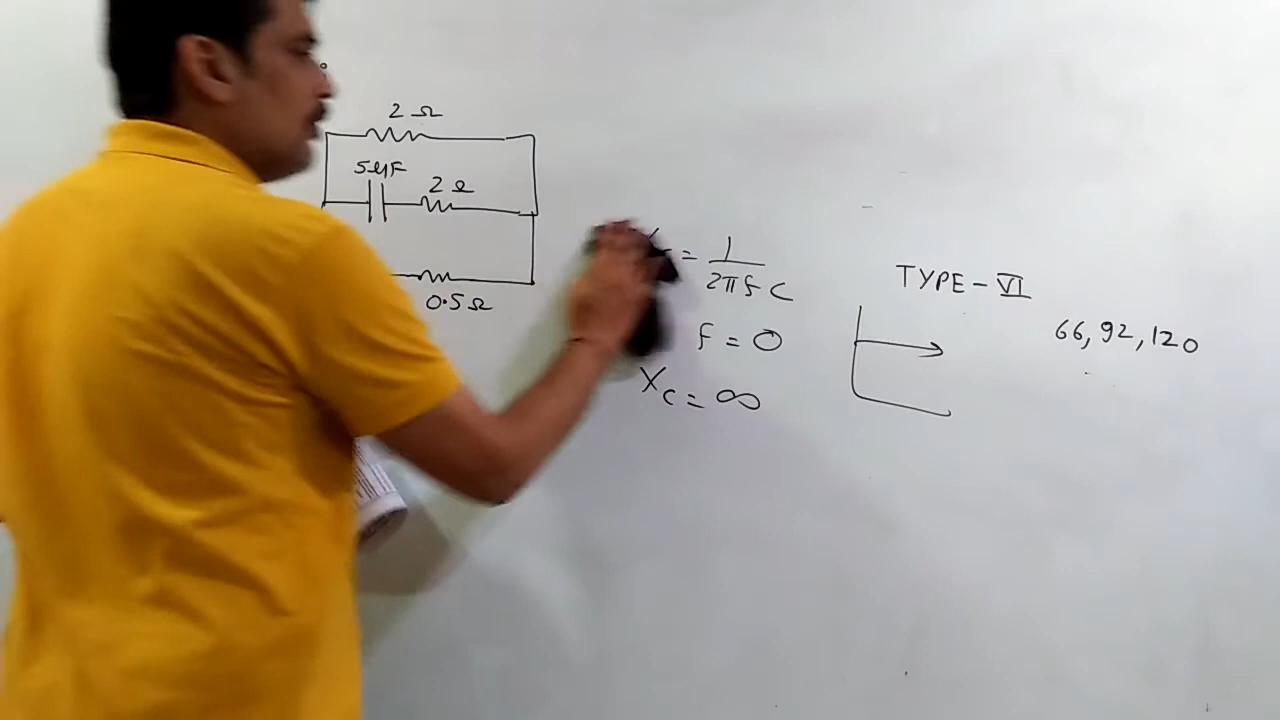 2 Ω
5μF
2 Ω
0.5 Ω
= 1/2πfC
f = 0
Xc = ∞
TYPE - VI
66, 92, 120